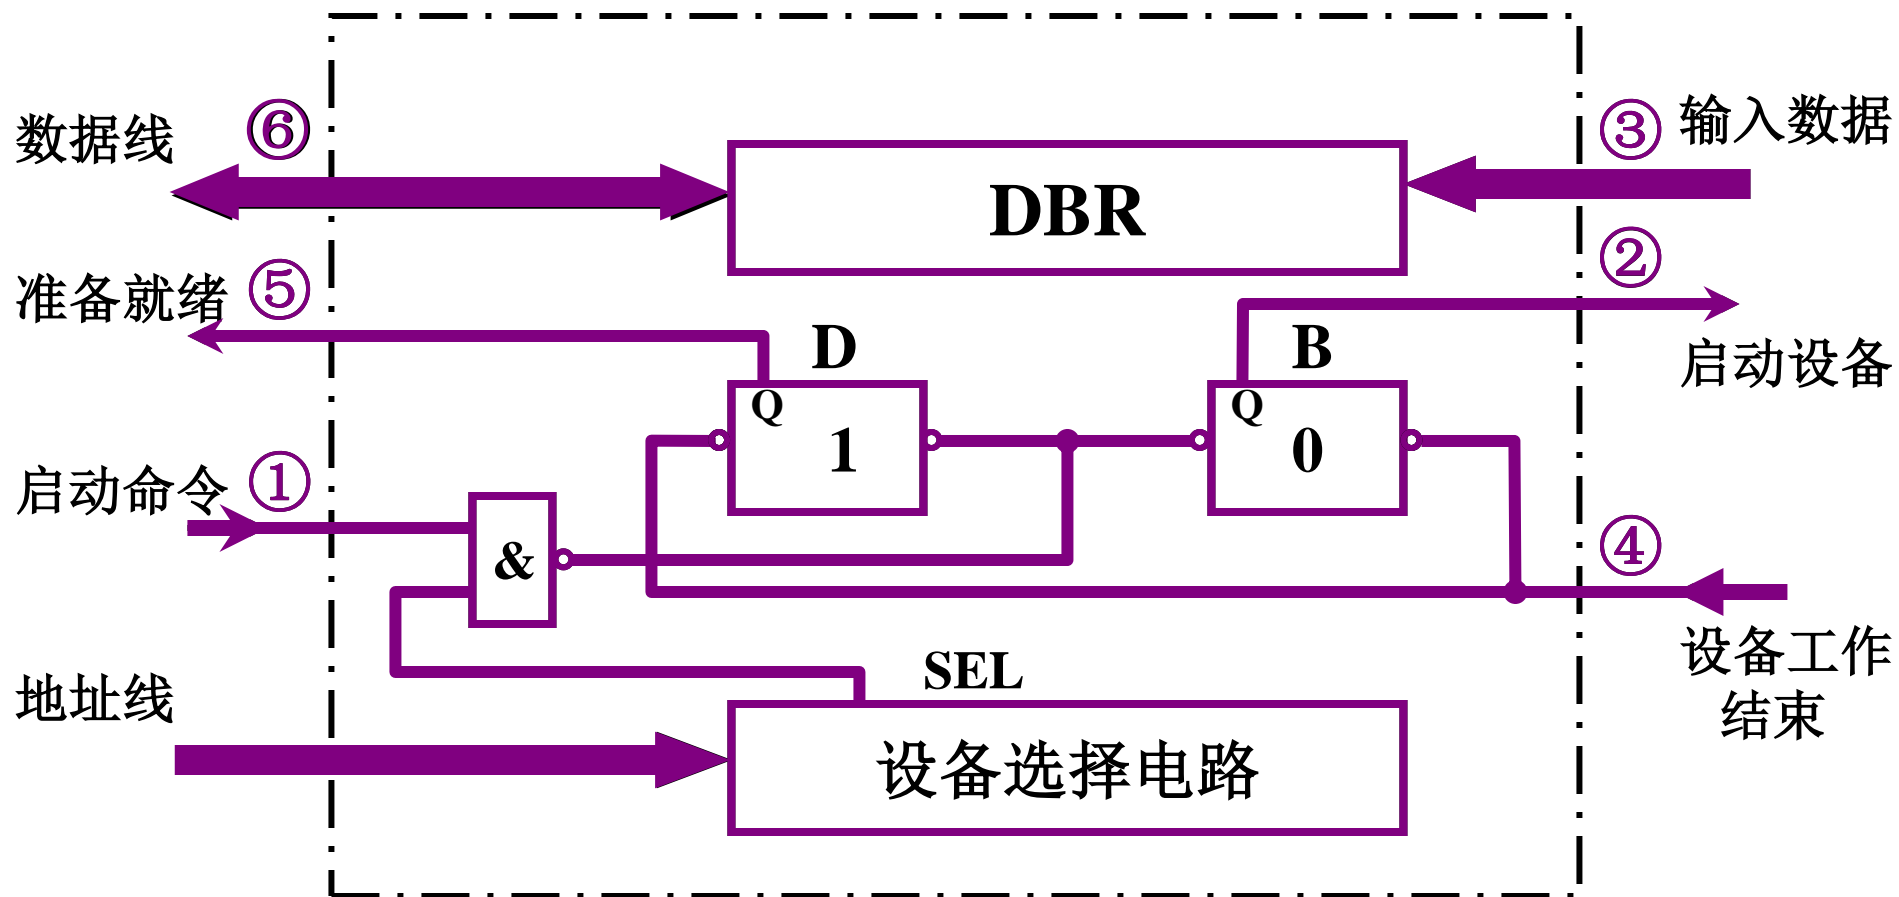 数据线 ⑥
③ 输入数据
DBR
准备就绪 ⑤
②
启动设备
D
B
Q
1
Q
0
启动命令 ①
&
④
设备工作
结束
SEL
地址线
设备选择电路